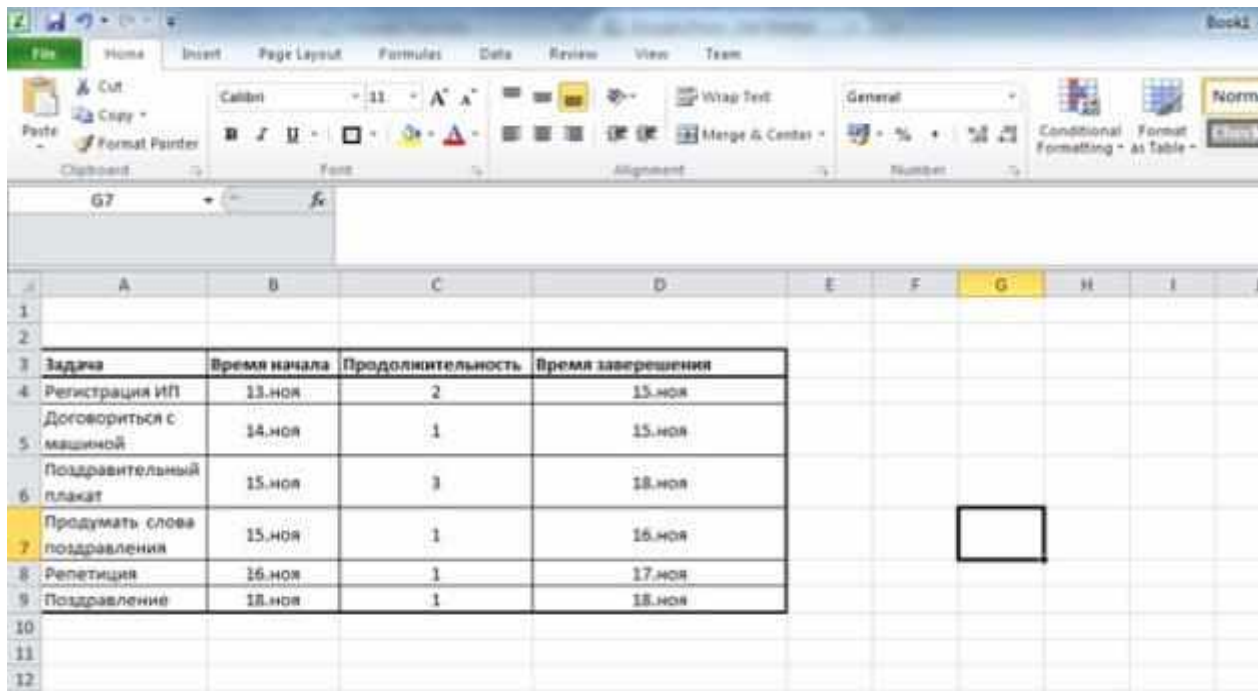 Book1
File Home Insert Page Layout Formulas Data Review View Team
Cut
Calibri 11 A A Wrap Text General Norm
Copy
Paste B I U A Merge & Center % Conditional Format
Format Painter Formatting as Table
Clipboard Font Alignment Number
G7 fx
A B C D E F G H I
1
2
3 Задача Время начала Продолжительность Время заверешения
4 Регистрация ИП 13.ноя 2 15.ноя
Договориться с
5 машиной 14.ноя 1 15.ноя
Поздравительный
6 плакат 15.ноя 3 18.ноя
Продумать слова
7 поздравления 15.ноя 1 16.ноя
8 Репетиция 16.ноя 1 17.ноя
9 Поздравление 18.ноя 1 18.ноя
10
11
12